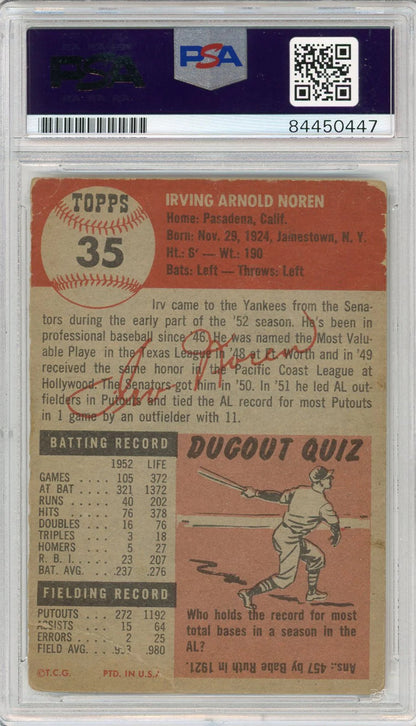 PSA
PSA
84450447
TOPPS
35
IRVING ARNOLD NOREN
Home: Pasadena, Calif.
Born: Nov. 29, 1924, Jamestown, N. Y.
Ht.: 6' — Wt.: 190
Bats: Left — Throws: Left
Irv came to the Yankees from the Sena-
tors during the early part of the '52 season. He's been in
professional baseball since '46. He was named the Most Valu-
able Playe in the Texas League in '48 at Ft. Worth and in '49
received the same honor in the Pacific Coast League at
Hollywood. The Senators got him in '50. In '51 he led AL out-
fielders in Putouts and tied the AL record for most Putouts
in 1 game by an outfielder with 11.
Irv Noren
BATTING RECORD
1952 LIFE
GAMES 105 372
AT BAT 321 1372
RUNS 40 202
HITS 76 378
DOUBLES 16 76
TRIPLES 3 18
HOMERS 5 27
R. B. I. 23 207
BAT. AVG. .237 .276
FIELDING RECORD
PUTOUTS 272 1192
ASSISTS 15 64
ERRORS 2 25
FIELD AVG. .993 .980
©T.C.G. PTD. IN U.S.A.
DUGOUT QUIZ
Who holds the record for most
total bases in a season in the
AL?
Ans.: 457 by Babe Ruth in 1921.